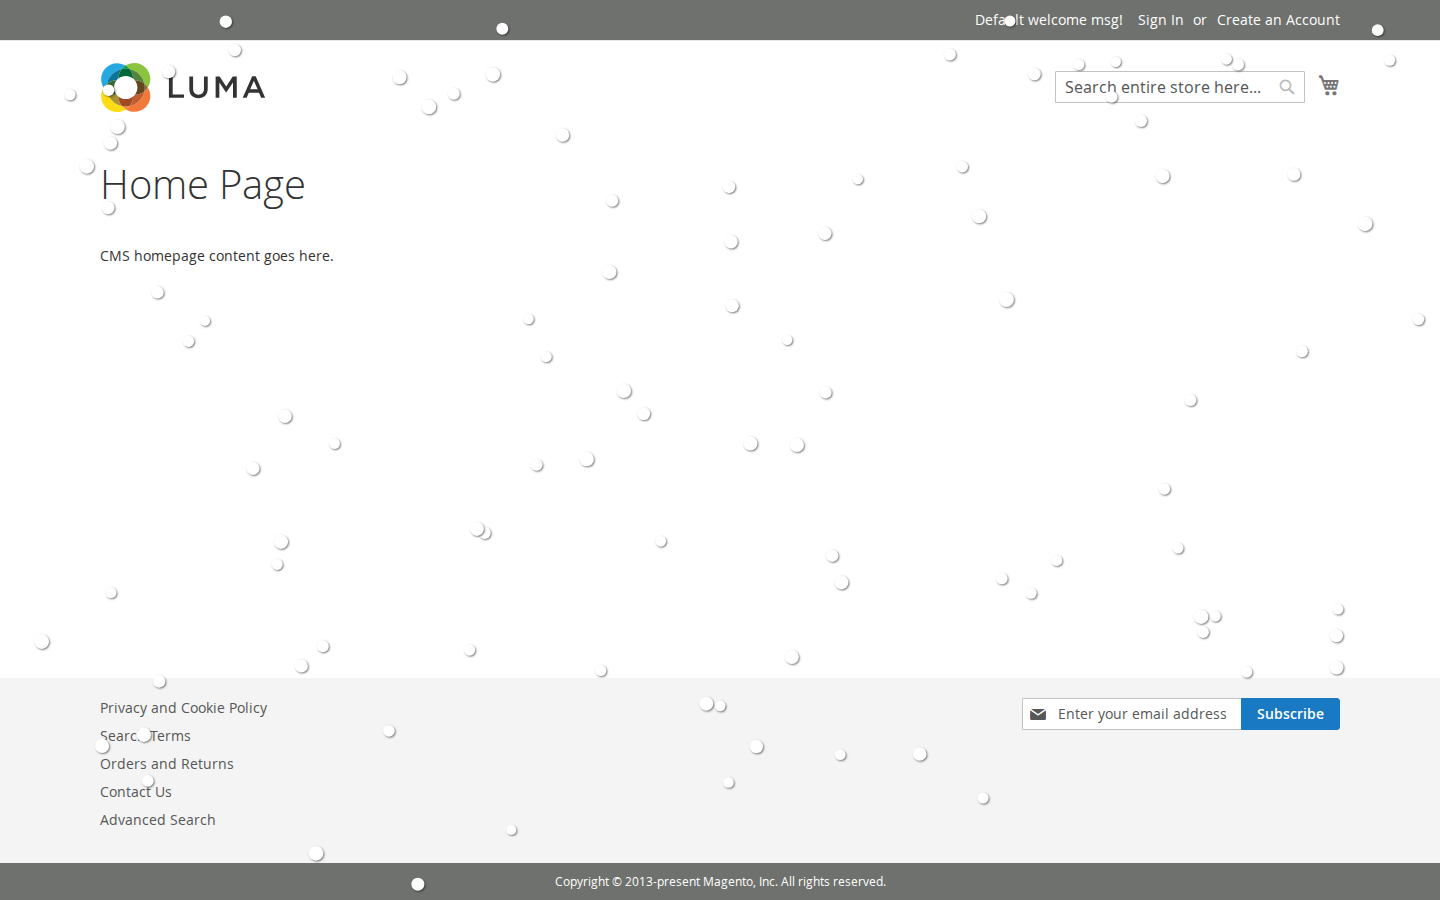 Default welcome msg! Sign In or Create an Account
LUMA
Search entire store here...
Home Page
CMS homepage content goes here.
Privacy and Cookie Policy
Search Terms
Orders and Returns
Contact Us
Advanced Search
Enter your email address
Subscribe
Copyright © 2013-present Magento, Inc. All rights reserved.